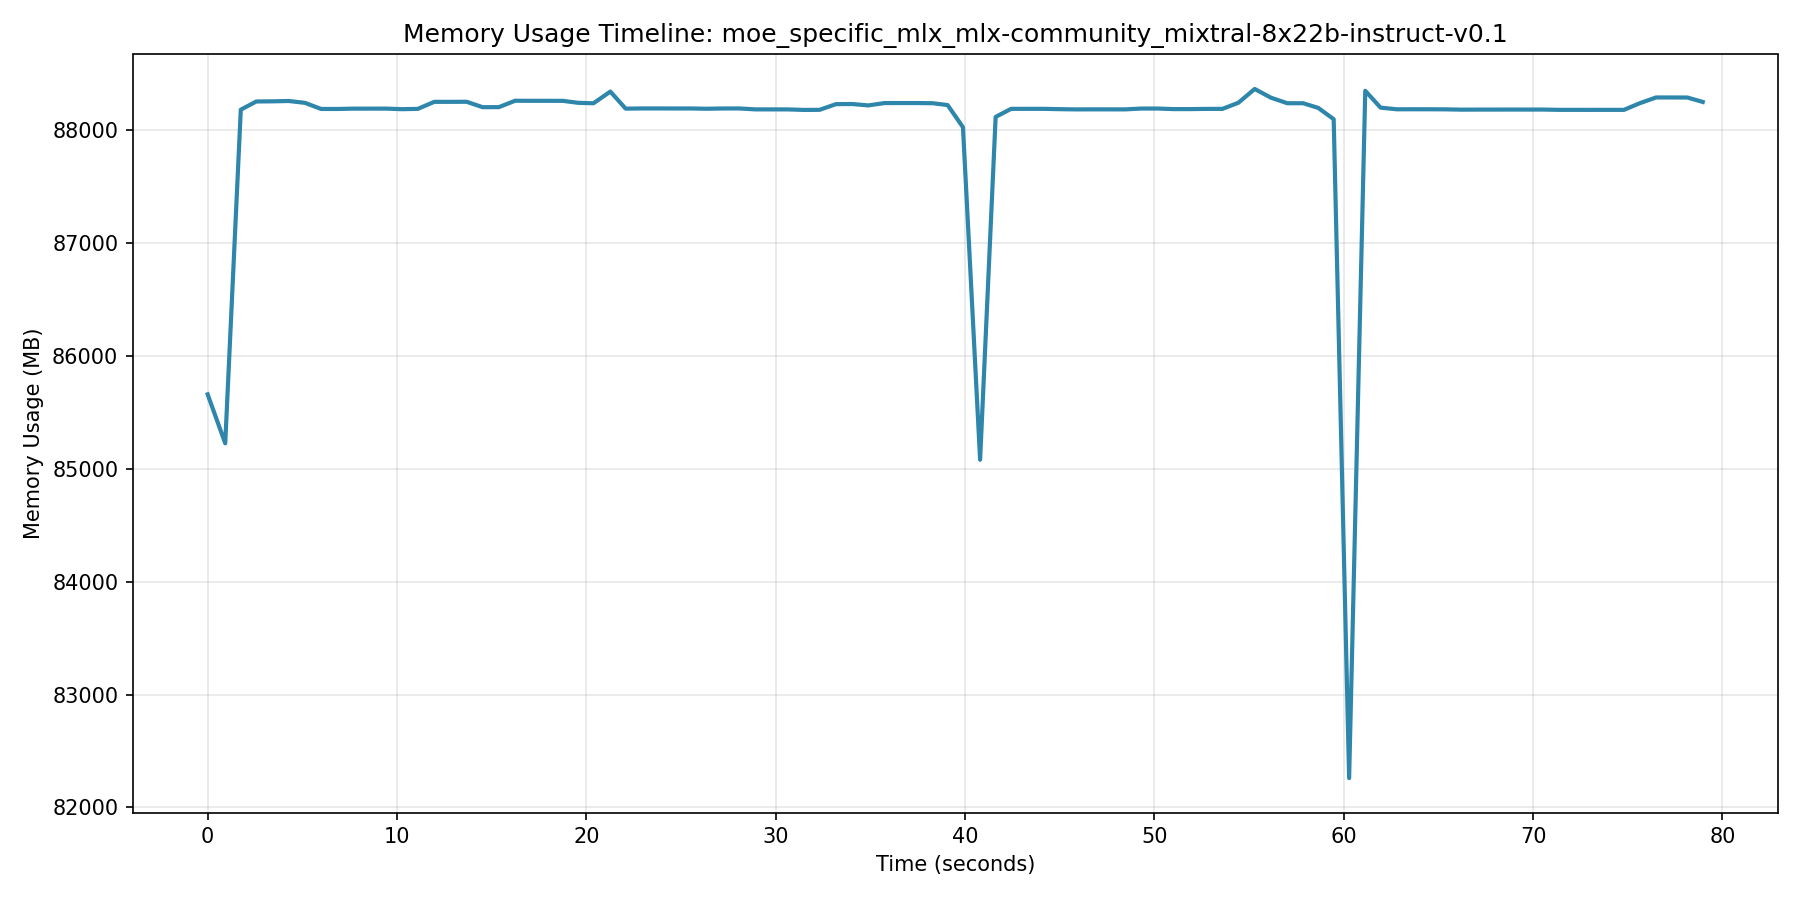 Memory Usage Timeline: moe_specific_mlx_mlx-community_mixtral-8x22b-instruct-v0.1
Memory Usage (MB)
88000
87000
86000
85000
84000
83000
82000
0 10 20 30 40 50 60 70 80
Time (seconds)